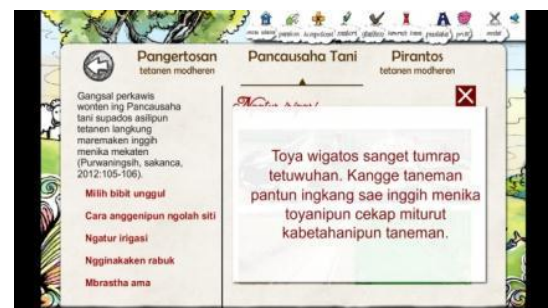 Pangertosan
tetanen modheren
Pancausaha Tani
Pirantos
tetanen modheren
Gangsal perkawis
wonten ing Pancausaha
tani supados asilipun
tetanen langkung
maremaken inggih
menika mekaten
(Purwaningsih, sakanca,
2012:105-106).
Milih bibit unggul
Cara anggenipun ngolah siti
Ngatur irigasi
Ngginakaken rabuk
Mbrastha ama
Toya wigatos sanget tumrap
tetuwuhan. Kangge taneman
pantun ingkang sae inggih menika
toyanipun cekap miturut
kabetahanipun taneman.